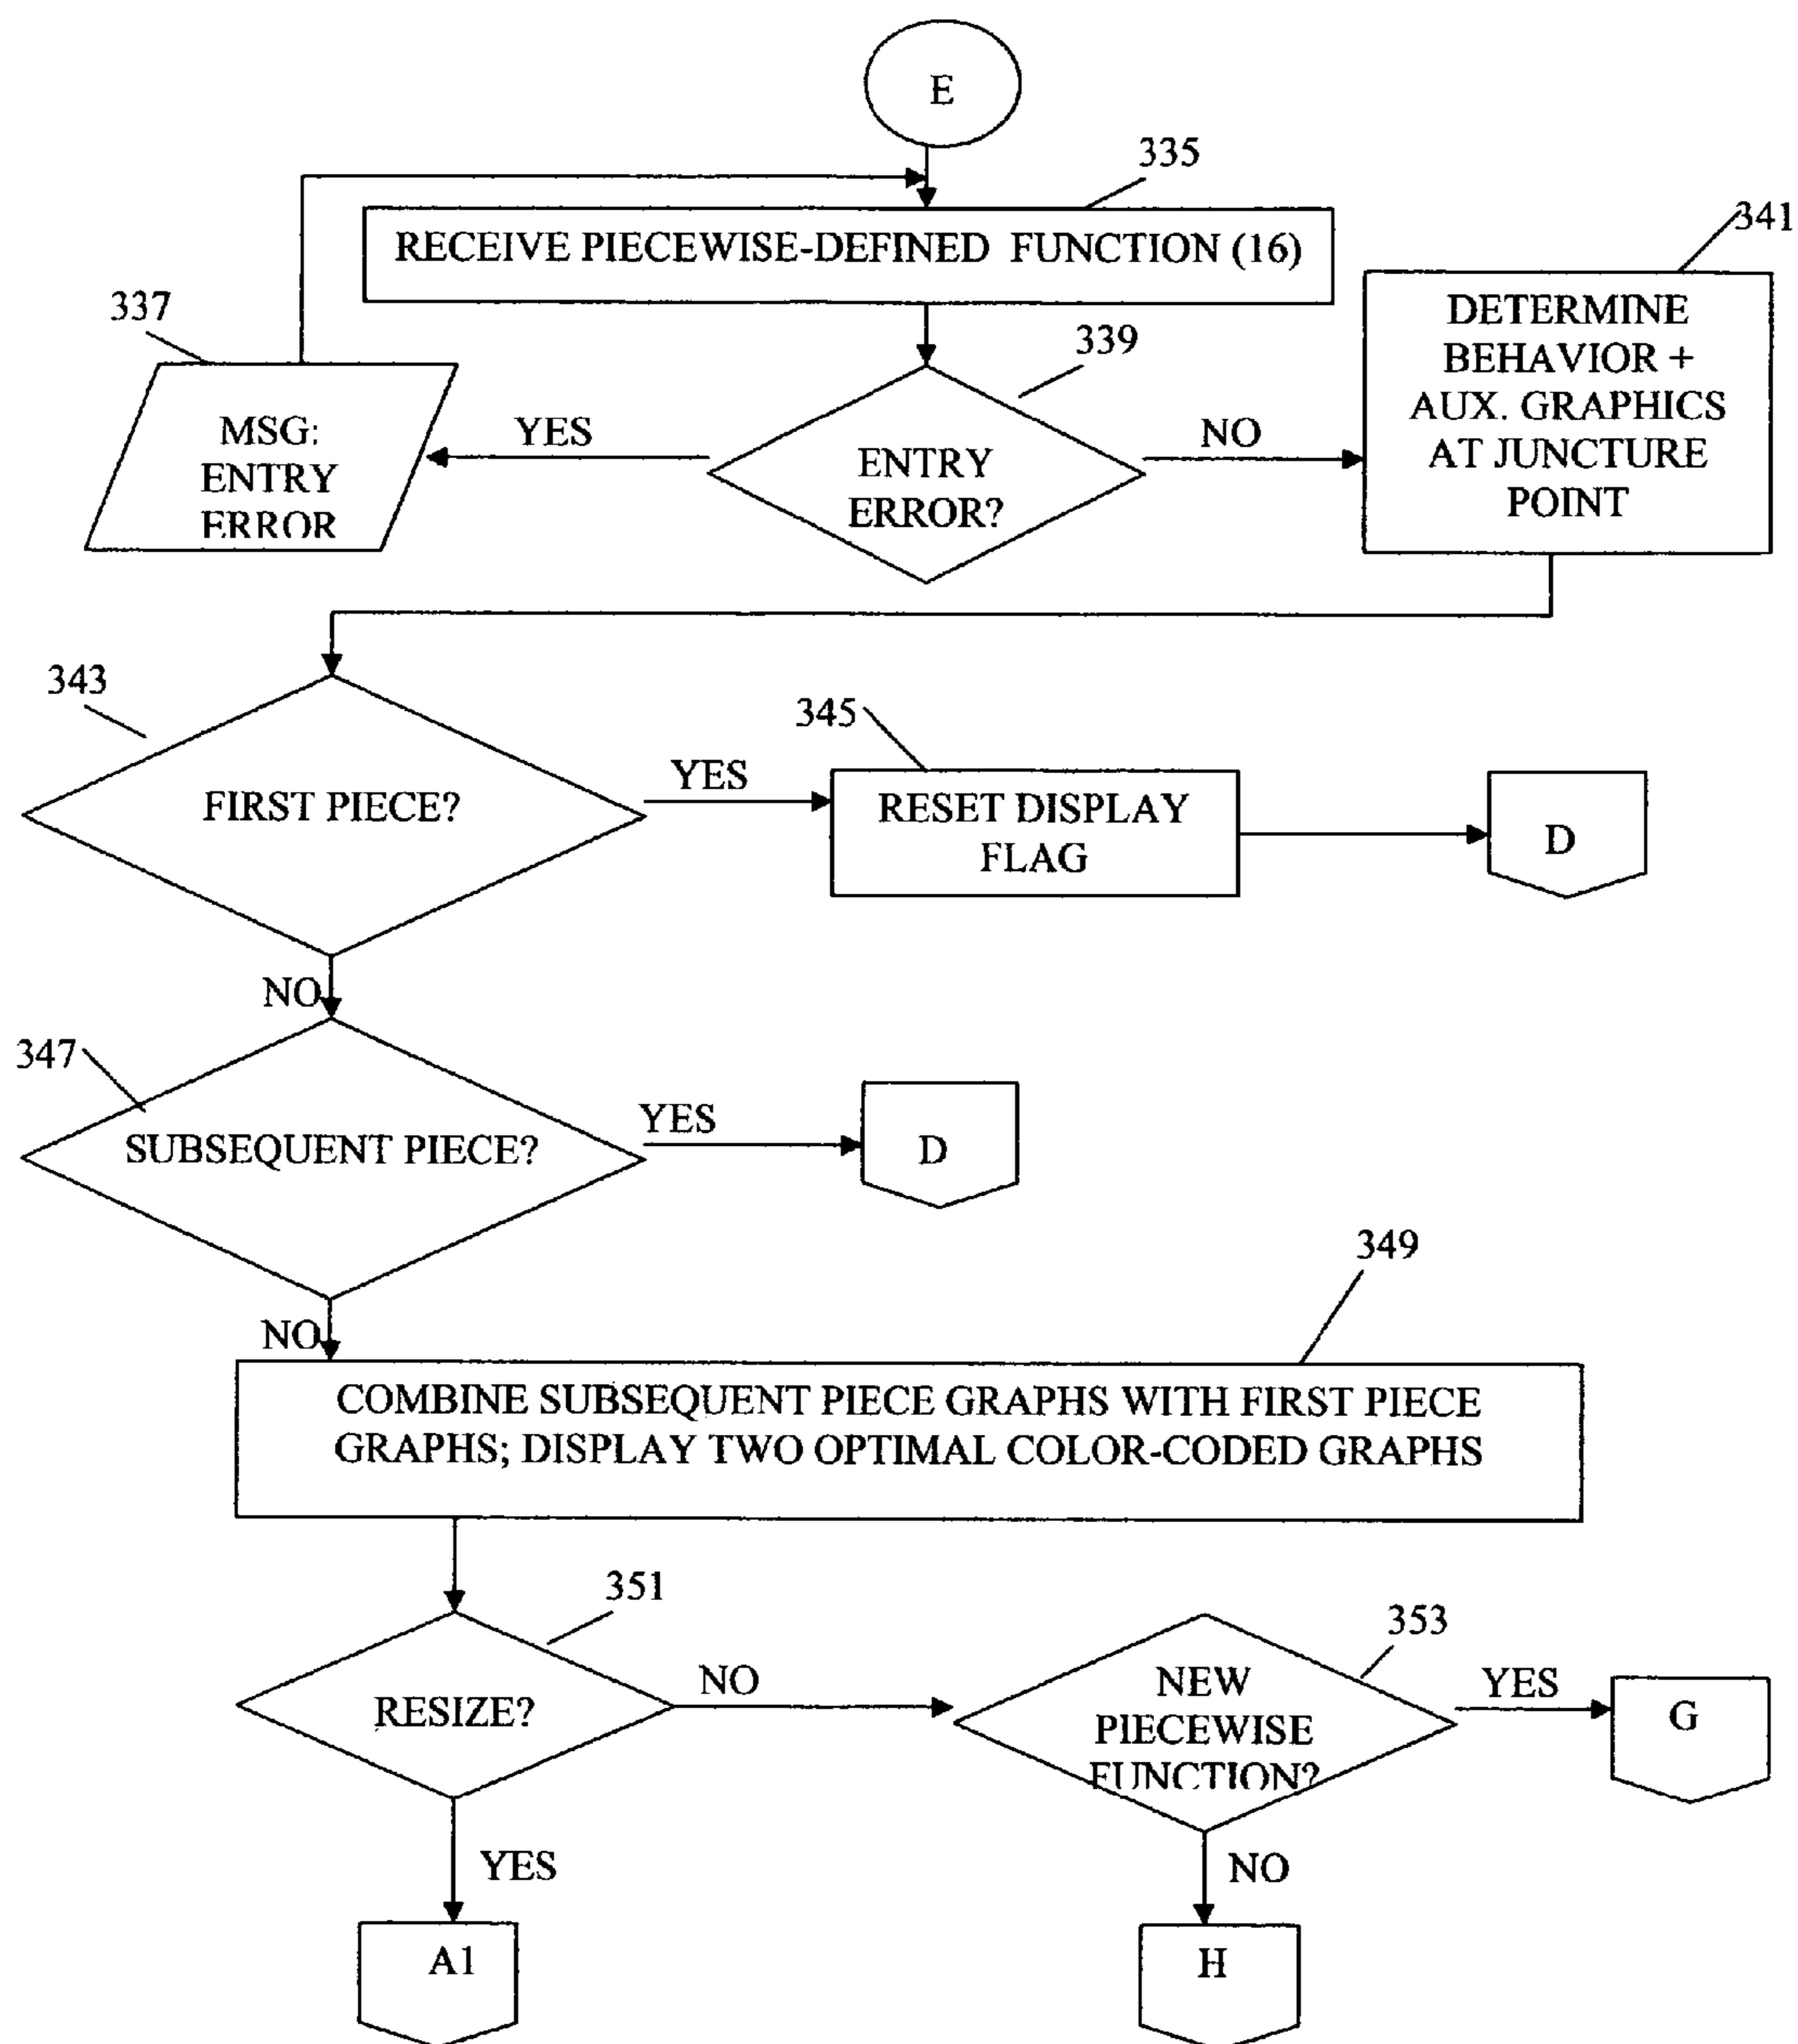 E
335
RECEIVE PIECEWISE-DEFINED FUNCTION (16)
341
DETERMINE
BEHAVIOR +
AUX. GRAPHICS
AT JUNCTURE
POINT
337
MSG:
ENTRY
ERROR
YES
339
ENTRY
ERROR?
NO
343
FIRST PIECE?
YES
345
RESET DISPLAY
FLAG
D
NO
347
SUBSEQUENT PIECE?
YES
D
NO
349
COMBINE SUBSEQUENT PIECE GRAPHS WITH FIRST PIECE
GRAPHS; DISPLAY TWO OPTIMAL COLOR-CODED GRAPHS
351
RESIZE?
NO
353
NEW
PIECEWISE
FUNCTION?
YES
G
YES
NO
A1
H